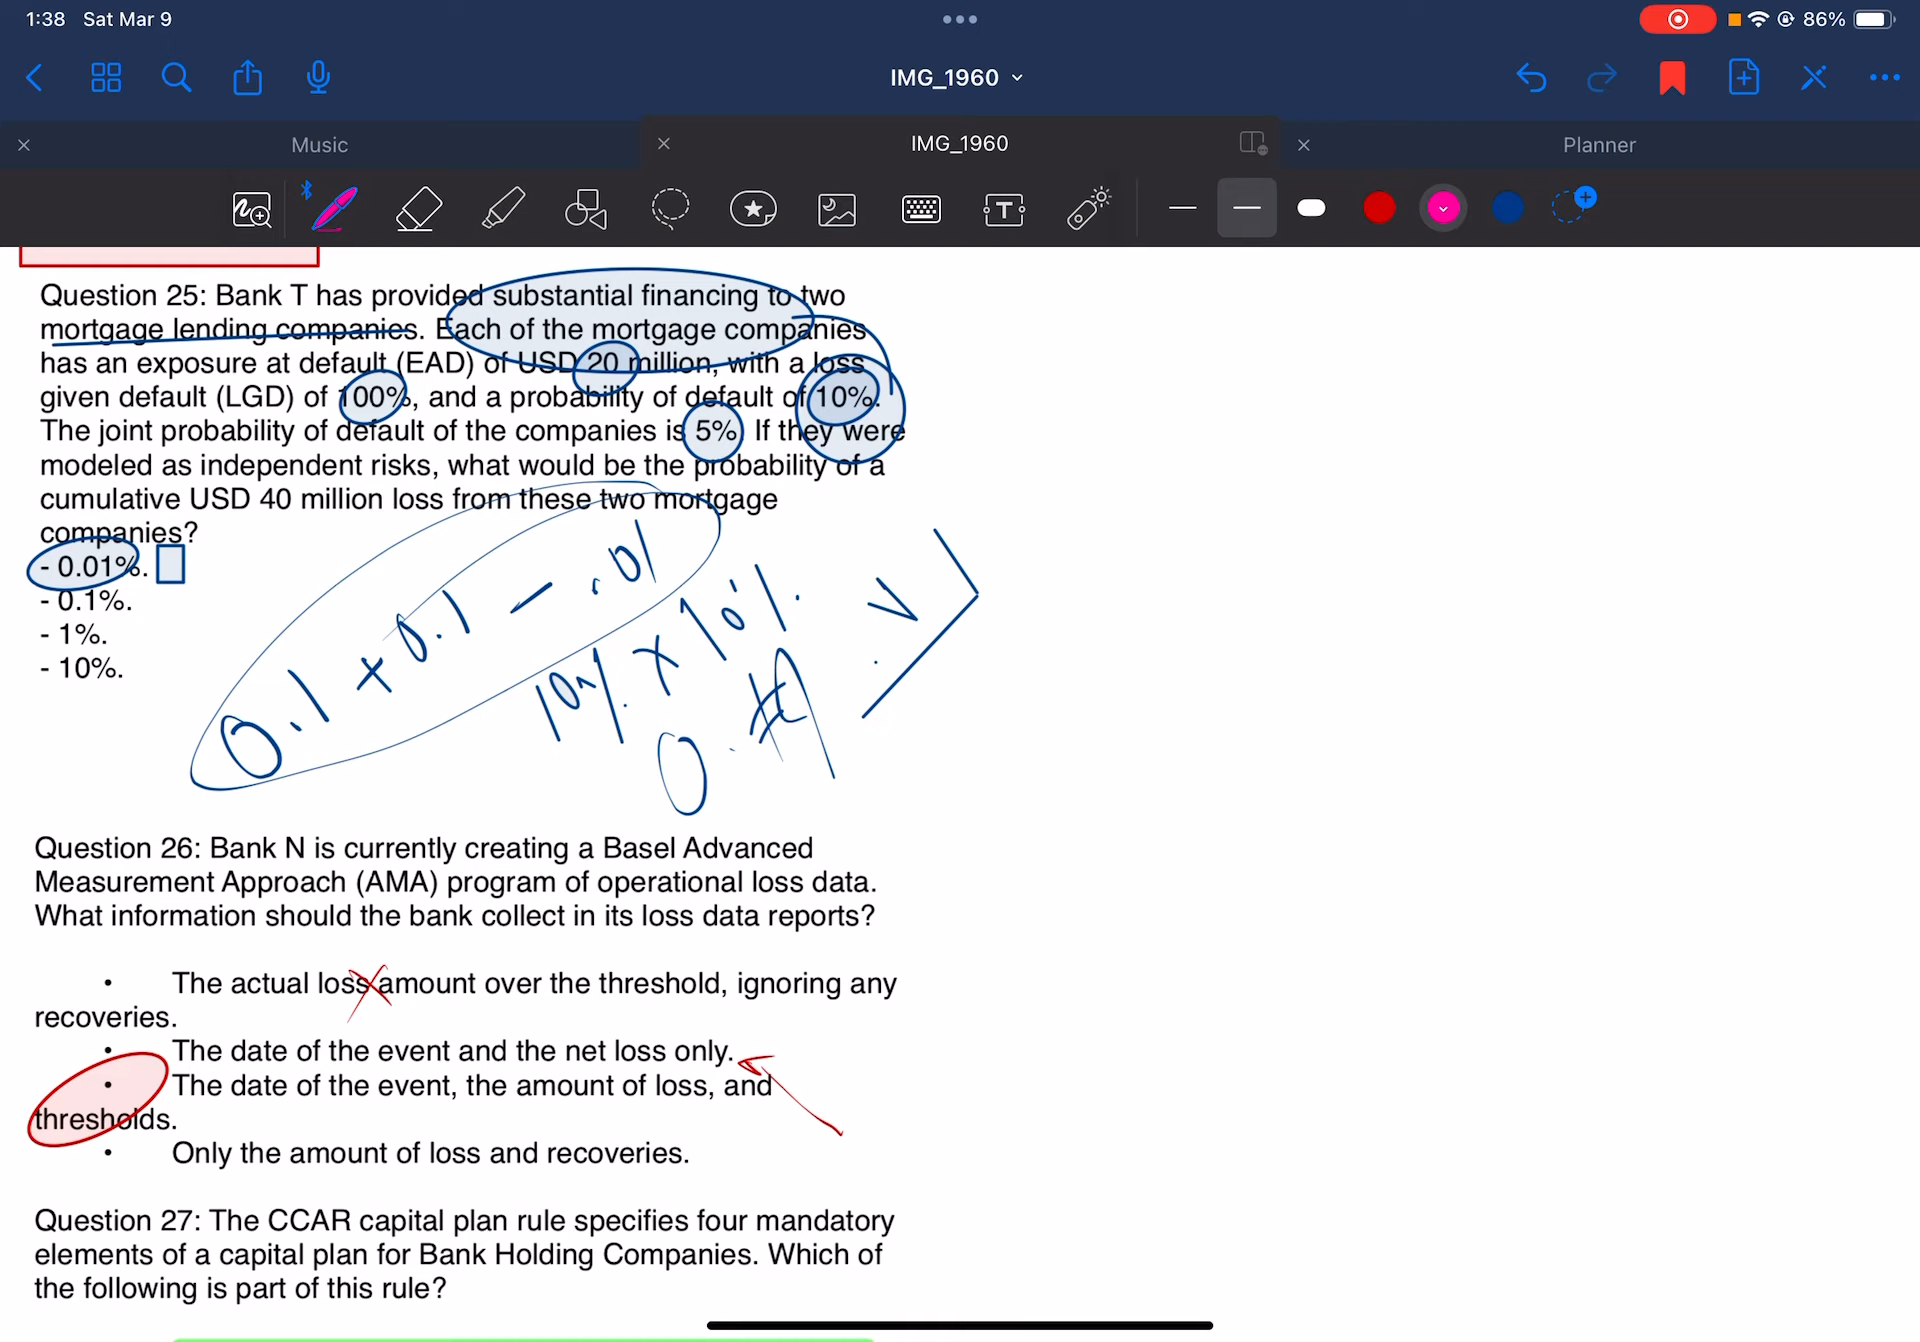 1:38 Sat Mar 9
86%
IMG_1960
Music
IMG_1960
Planner
Question 25: Bank T has provided substantial financing to two
mortgage lending companies. Each of the mortgage companies
has an exposure at default (EAD) of USD 20 million, with a loss
given default (LGD) of 100%, and a probability of default of 10%.
The joint probability of default of the companies is 5%. If they were
modeled as independent risks, what would be the probability of a
cumulative USD 40 million loss from these two mortgage
companies?
- 0.01%.
- 0.1%.
- 1%.
- 10%.
0.1 + 0.1 - .01
10% x 10%
Question 26: Bank N is currently creating a Basel Advanced
Measurement Approach (AMA) program of operational loss data.
What information should the bank collect in its loss data reports?
• The actual loss amount over the threshold, ignoring any
recoveries.
• The date of the event and the net loss only.
• The date of the event, the amount of loss, and
thresholds.
• Only the amount of loss and recoveries.
Question 27: The CCAR capital plan rule specifies four mandatory
elements of a capital plan for Bank Holding Companies. Which of
the following is part of this rule?